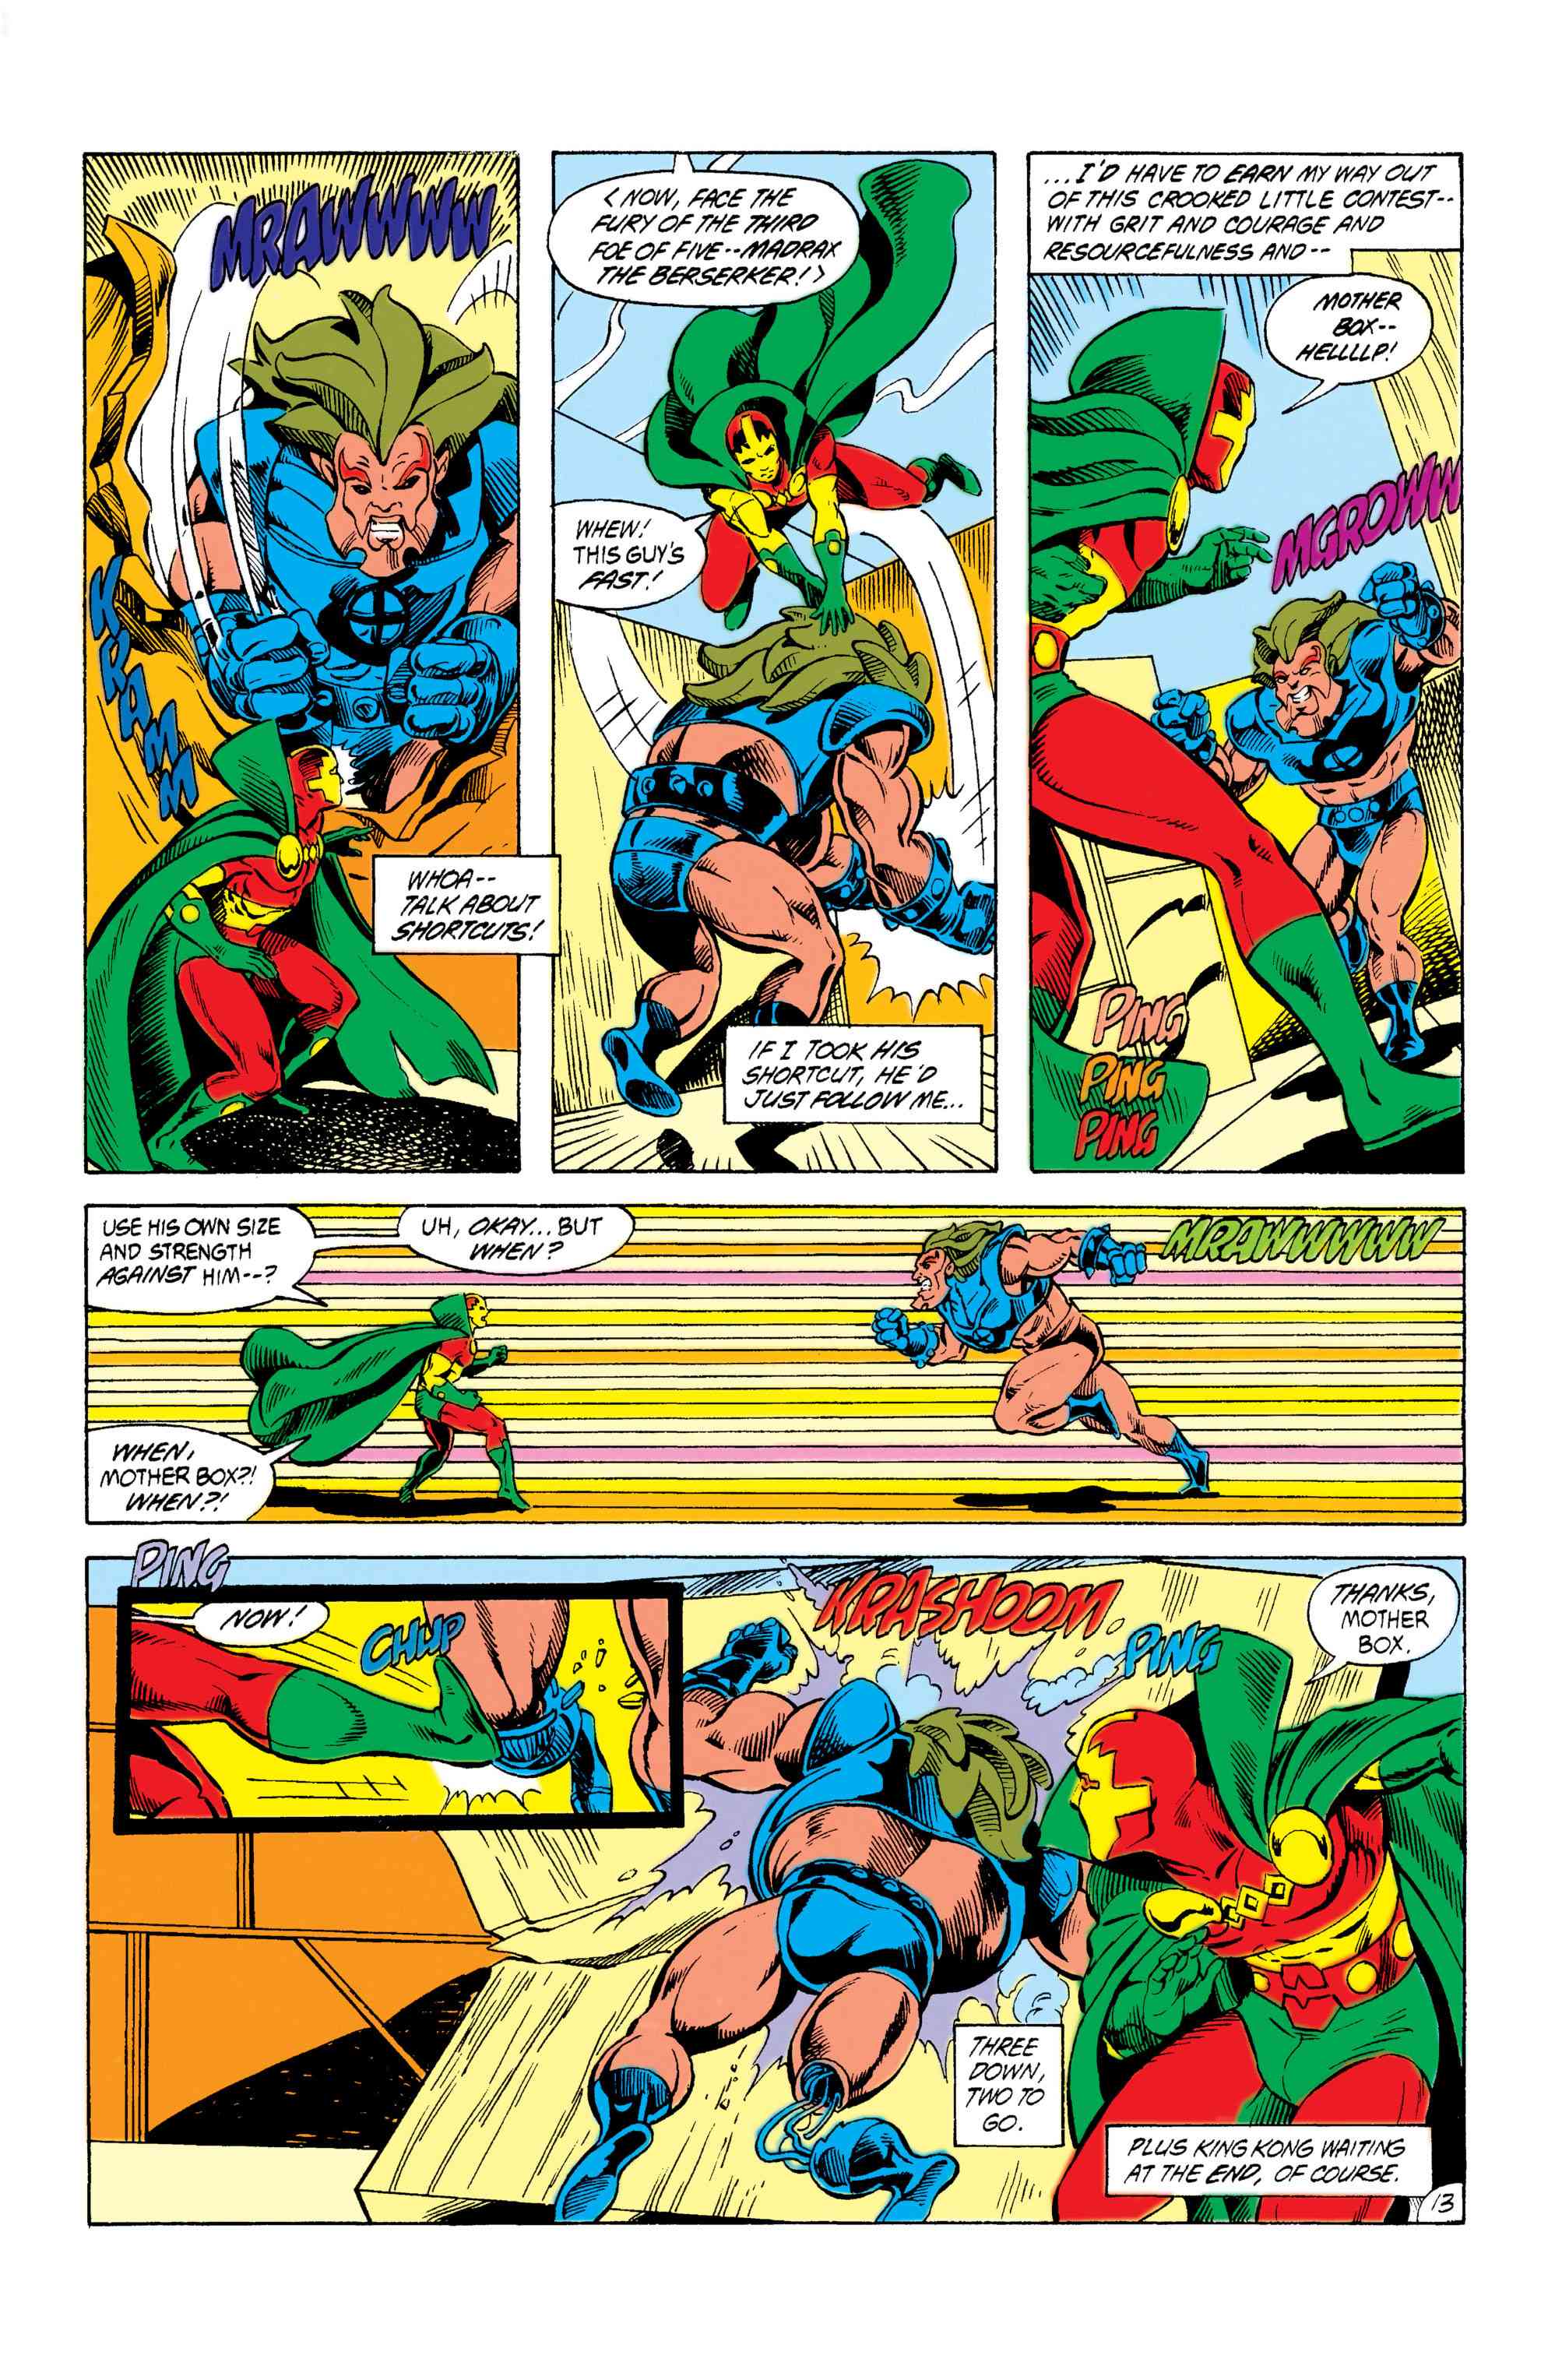 MRAWWWW
KRAMM
WHOA--
TALK ABOUT
SHORTCUTS!
< NOW, FACE THE
FURY OF THE THIRD
FOE OF FIVE--MADRAX
THE BERSERKER! >
WHEW!
THIS GUY'S
FAST!
IF I TOOK HIS
SHORTCUT, HE'D
JUST FOLLOW ME...
...I'D HAVE TO EARN MY WAY OUT
OF THIS CROOKED LITTLE CONTEST--
WITH GRIT AND COURAGE AND
RESOURCEFULNESS AND--
MOTHER
BOX--
HELLLLP!
MGROWW
PING
PING
PING
USE HIS OWN SIZE
AND STRENGTH
AGAINST HIM--?
UH, OKAY... BUT
WHEN?
MRAWWWWWW
WHEN,
MOTHER BOX?!
WHEN?!
PING
NOW!
CHUP
KRASHOOM
PING
THANKS,
MOTHER
BOX.
THREE
DOWN,
TWO TO
GO.
PLUS KING KONG WAITING
AT THE END, OF COURSE.
13